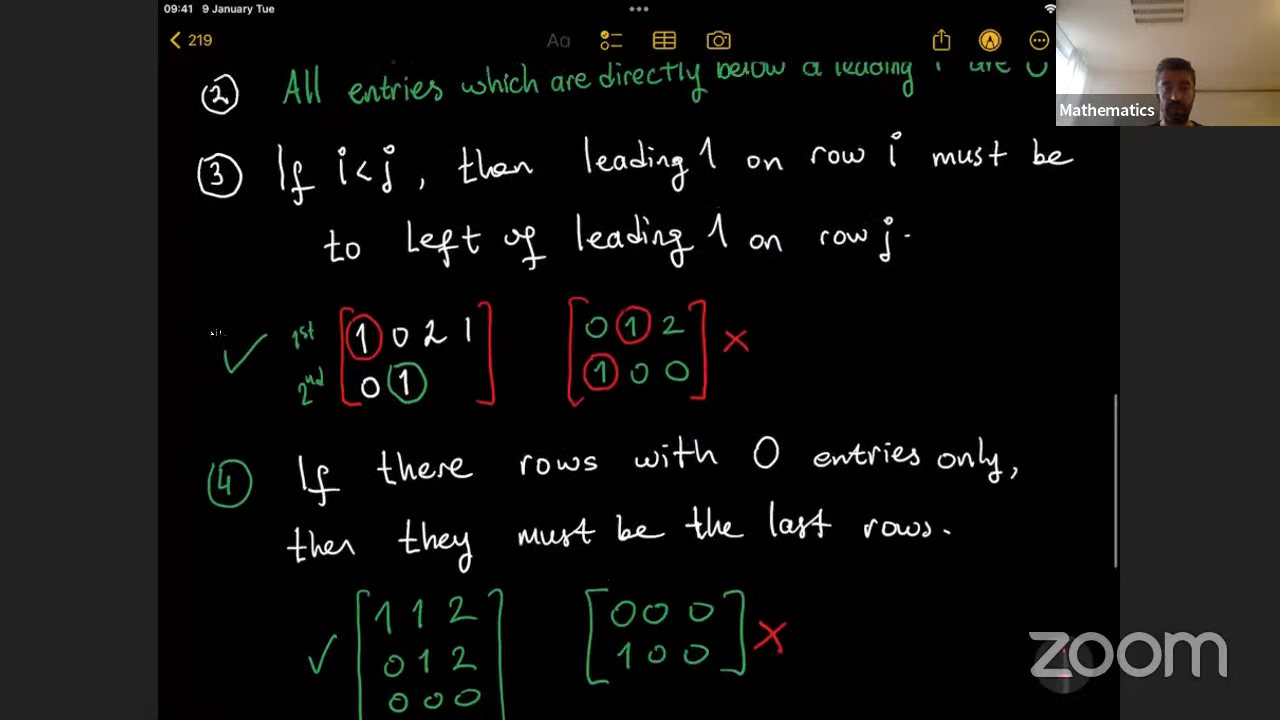 09:41 9 January Tue
219
Aa
Mathematics
② All entries which are directly below a leading 1 are 0
③ If i<j, then leading 1 on row i must be
to left of leading 1 on row j.
✓ 1st [1 0 2 1] [0 1 2] ×
2nd [0 1] [1 0 0]
④ If there rows with 0 entries only,
then they must be the last rows.
[1 1 2] [0 0 0]
✓ [0 1 2] [1 0 0] ×
[0 0 0]
zoom